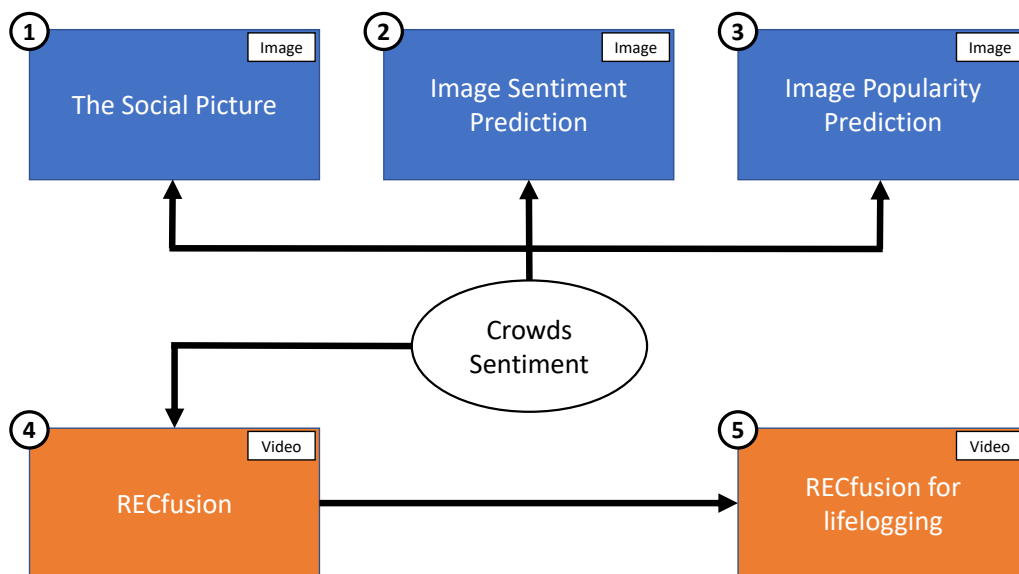 1
Image
The Social Picture
2
Image
Image Sentiment
Prediction
3
Image
Image Popularity
Prediction
Crowds
Sentiment
4
Video
RECfusion
5
Video
RECfusion for
lifelogging